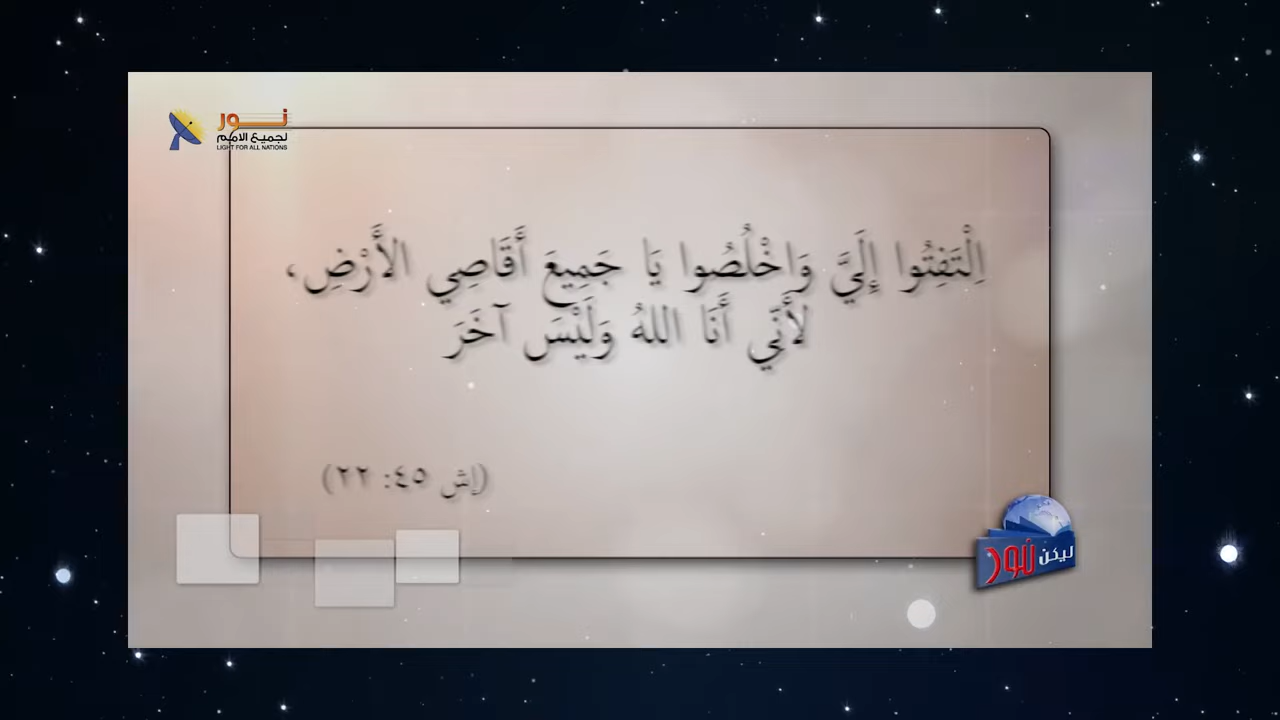 نور
لجميع الامم
LIGHT FOR ALL NATIONS
اِلْتَفِتُوا إِلَيَّ وَاخْلُصُوا يَا جَمِيعَ أَقَاصِي الأَرْضِ،
لأَنِّي أَنَا اللهُ وَلَيْسَ آخَرَ
(إش ٤٥: ٢٢)
ليكن نور